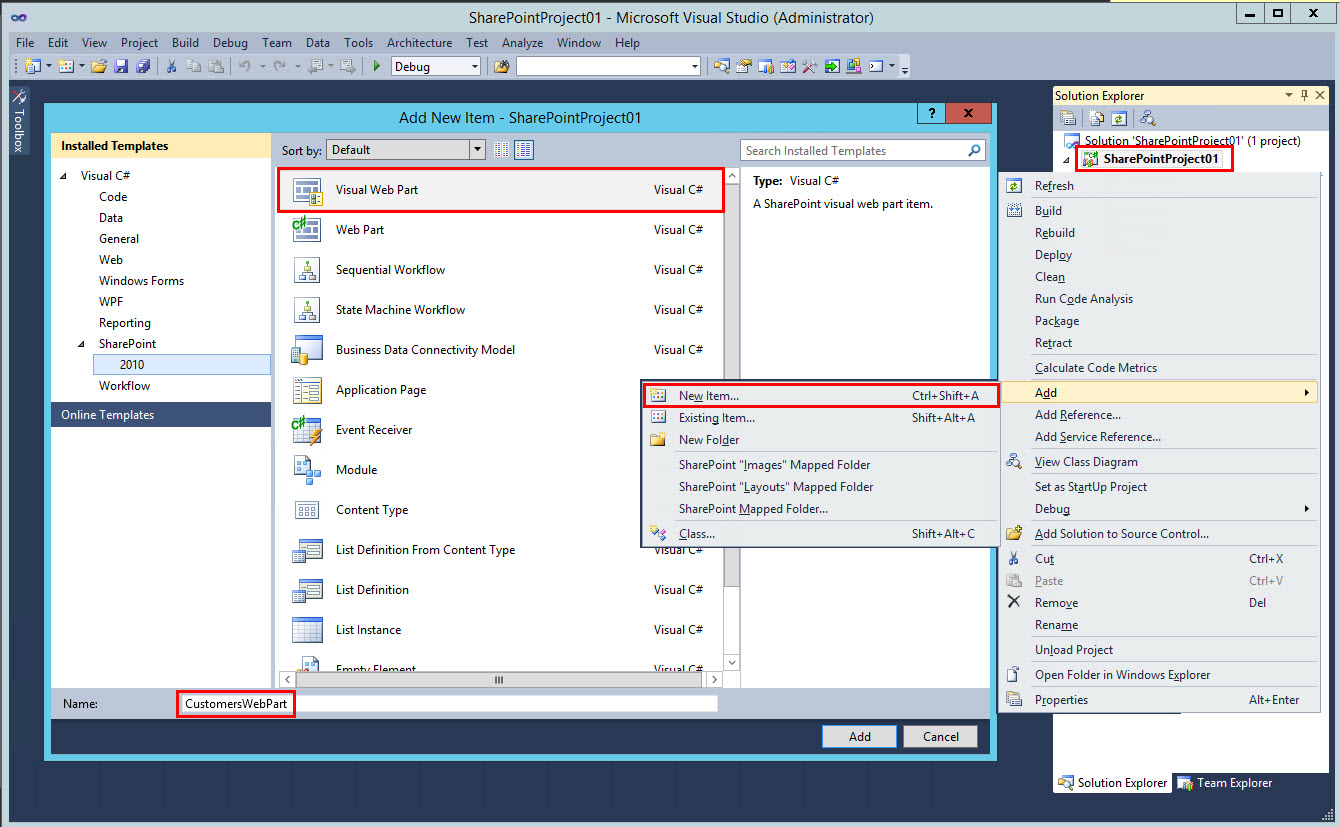 SharePointProject01 - Microsoft Visual Studio (Administrator)
File Edit View Project Build Debug Team Data Tools Architecture Test Analyze Window Help
Debug
Toolbox
Add New Item - SharePointProject01
?
Installed Templates
Visual C#
Code
Data
General
Web
Windows Forms
WPF
Reporting
SharePoint
2010
Workflow
Online Templates
Sort by: Default
Search Installed Templates
Visual Web Part Visual C#
Web Part Visual C#
Sequential Workflow Visual C#
State Machine Workflow Visual C#
Business Data Connectivity Model Visual C#
Application Page
Event Receiver
Module
Content Type
List Definition From Content Type Visual C#
List Definition Visual C#
List Instance Visual C#
Empty Element Visual C#
Type: Visual C#
A SharePoint visual web part item.
Name: CustomersWebPart
Add Cancel
New Item... Ctrl+Shift+A
Existing Item... Shift+Alt+A
New Folder
SharePoint "Images" Mapped Folder
SharePoint "Layouts" Mapped Folder
SharePoint Mapped Folder...
Class... Shift+Alt+C
Solution Explorer
Solution 'SharePointProject01' (1 project)
SharePointProject01
Refresh
Build
Rebuild
Deploy
Clean
Run Code Analysis
Package
Retract
Calculate Code Metrics
Add
Add Reference...
Add Service Reference...
View Class Diagram
Set as StartUp Project
Debug
Add Solution to Source Control...
Cut Ctrl+X
Paste Ctrl+V
Remove Del
Rename
Unload Project
Open Folder in Windows Explorer
Properties Alt+Enter
Solution Explorer Team Explorer